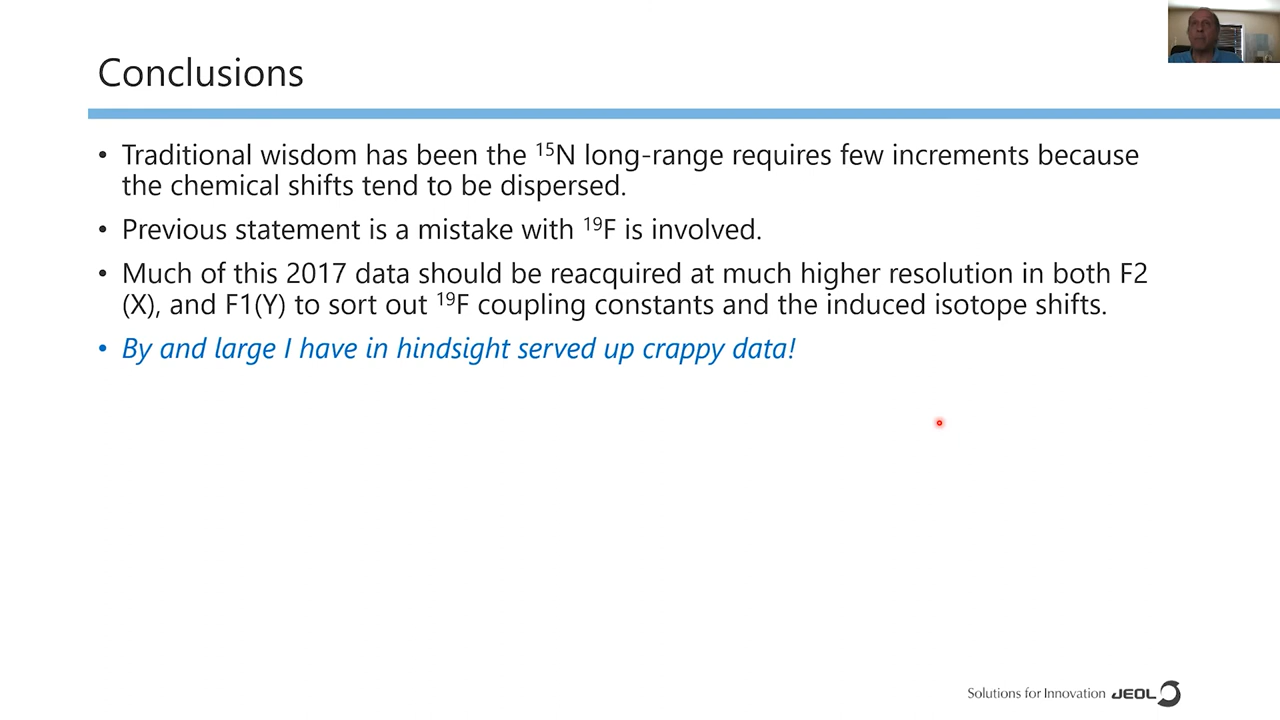 Conclusions
• Traditional wisdom has been the ¹⁵N long-range requires few increments because
the chemical shifts tend to be dispersed.
• Previous statement is a mistake with ¹⁹F is involved.
• Much of this 2017 data should be reacquired at much higher resolution in both F2
(X), and F1(Y) to sort out ¹⁹F coupling constants and the induced isotope shifts.
• By and large I have in hindsight served up crappy data!
Solutions for Innovation JEOL